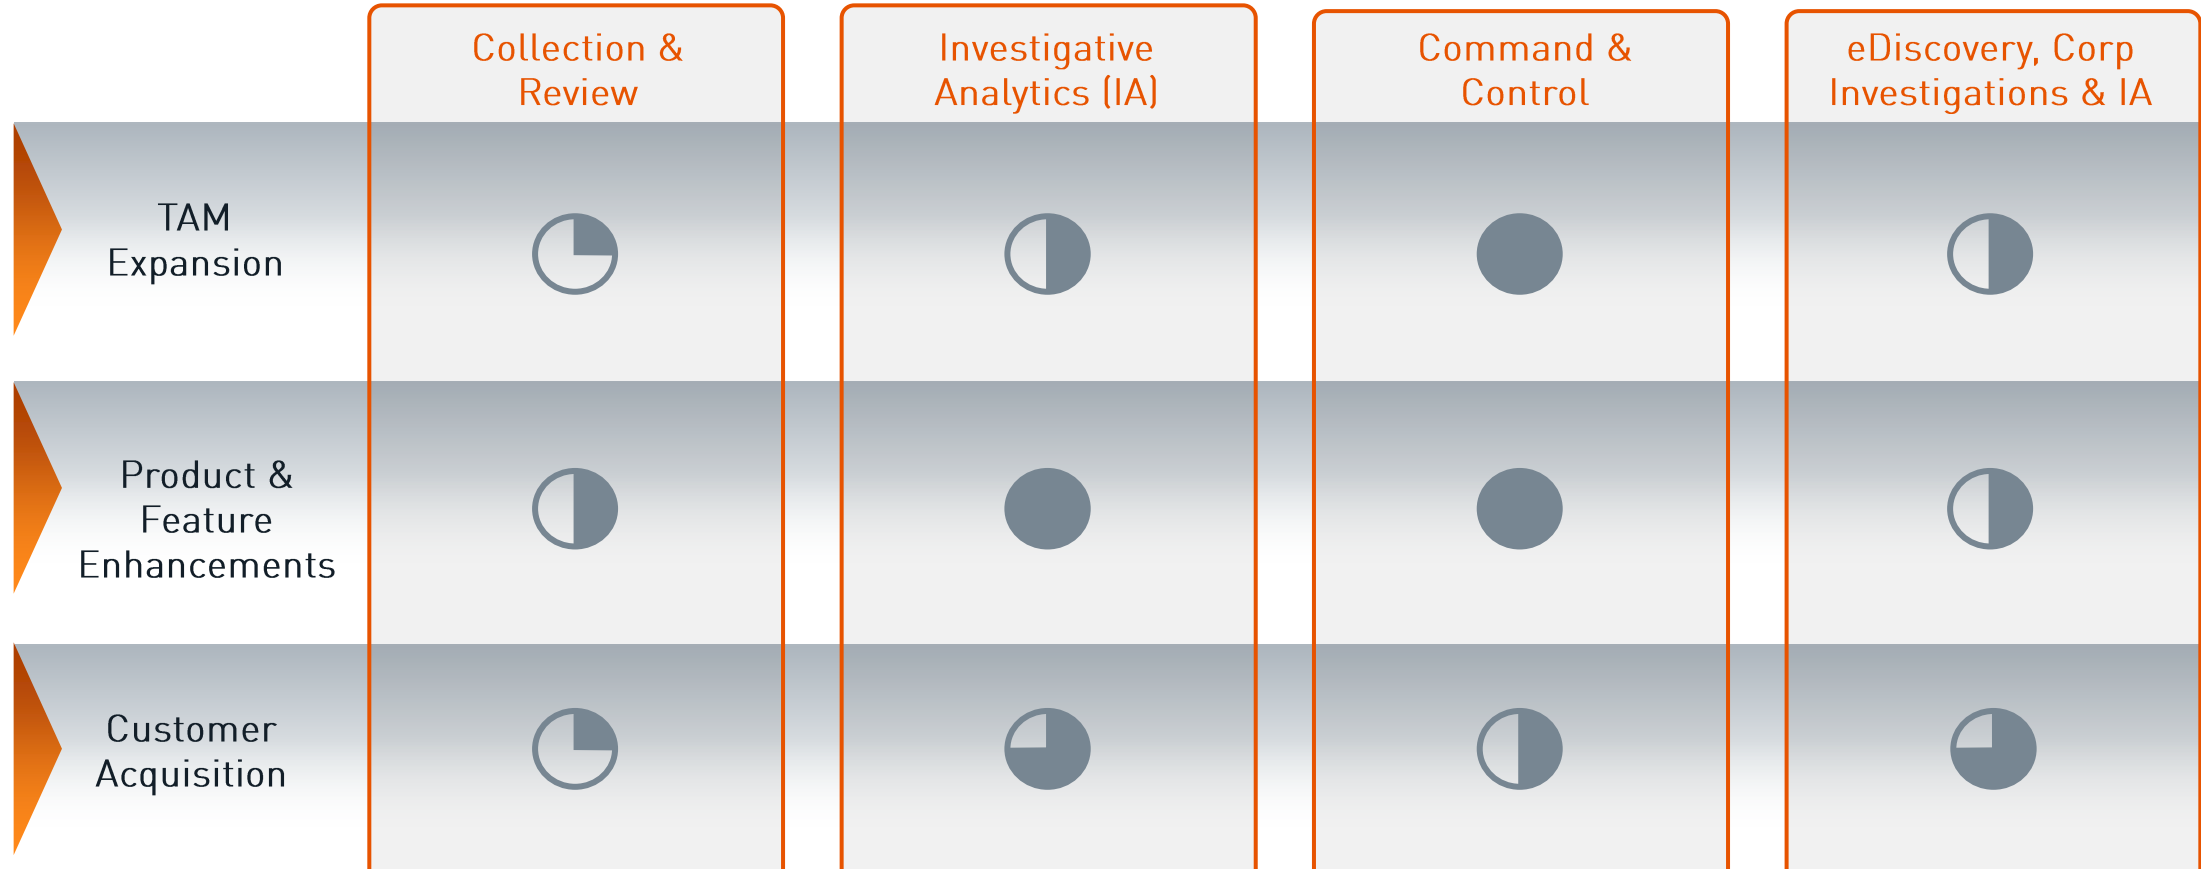 Collection &
Review
Investigative
Analytics (IA)
Command &
Control
eDiscovery, Corp
Investigations & IA
TAM
Expansion
Product &
Feature
Enhancements
Customer
Acquisition